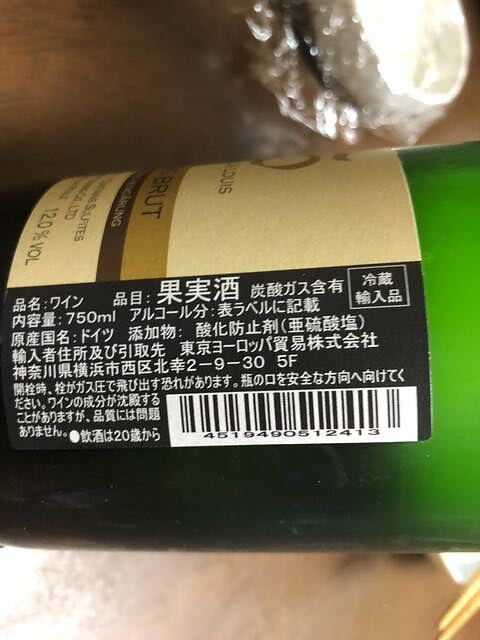 LOUIS
BRUT
12.0% VOL
品名:ワイン 品目:果実酒 炭酸ガス含有
冷蔵
輸入品
内容量:750ml アルコール分:表ラベルに記載
原産国名:ドイツ 添加物: 酸化防止剤(亜硫酸塩)
輸入者住所及び引取先 東京ヨーロッパ貿易株式会社
神奈川県横浜市西区北幸2-9-30 5F
開栓時、栓がガス圧で飛び出す恐れがあります。瓶の口を安全な方向へ向けてく
ださい。ワインの成分が沈殿する
ことがありますが、品質には問題
ありません。●飲酒は20歳から
4519490512413